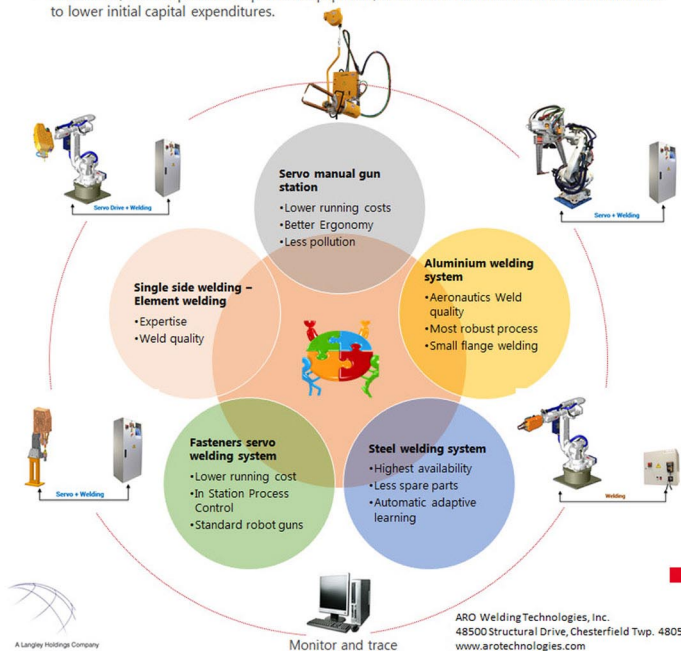 to lower initial capital expenditures.
Servo manual gun
station
•Lower running costs
•Better Ergonomy
•Less pollution
Servo Drive + Welding
Servo + Welding
Single side welding –
Element welding
•Expertise
•Weld quality
Aluminium welding
system
•Aeronautics Weld
quality
•Most robust process
•Small flange welding
Fasteners servo
welding system
•Lower running cost
•In Station Process
Control
•Standard robot guns
Steel welding system
•Highest availability
•Less spare parts
•Automatic adaptive
learning
Servo + Welding
Welding
A Langley Holdings Company
Monitor and trace
ARO Welding Technologies, Inc.
48500 Structural Drive, Chesterfield Twp. 4805
www.arotechnologies.com